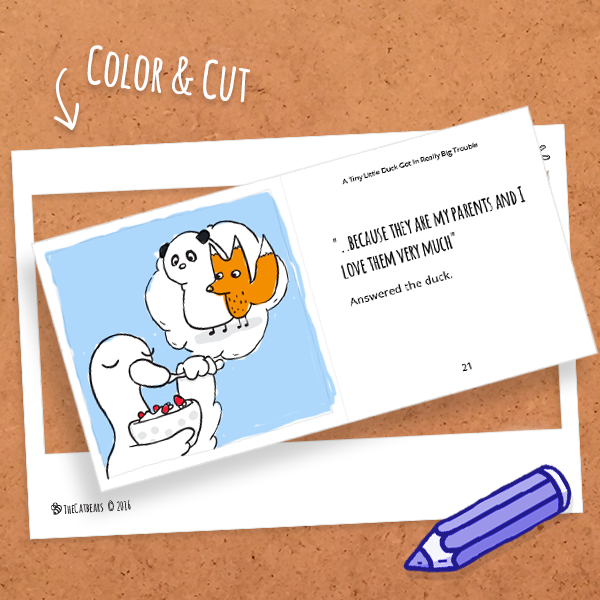 COLOR & CUT
A Tiny Little Duck Got In Really Big Trouble
"..BECAUSE THEY ARE MY PARENTS AND I
LOVE THEM VERY MUCH"
Answered the duck.
21
THECATBEARS © 2016